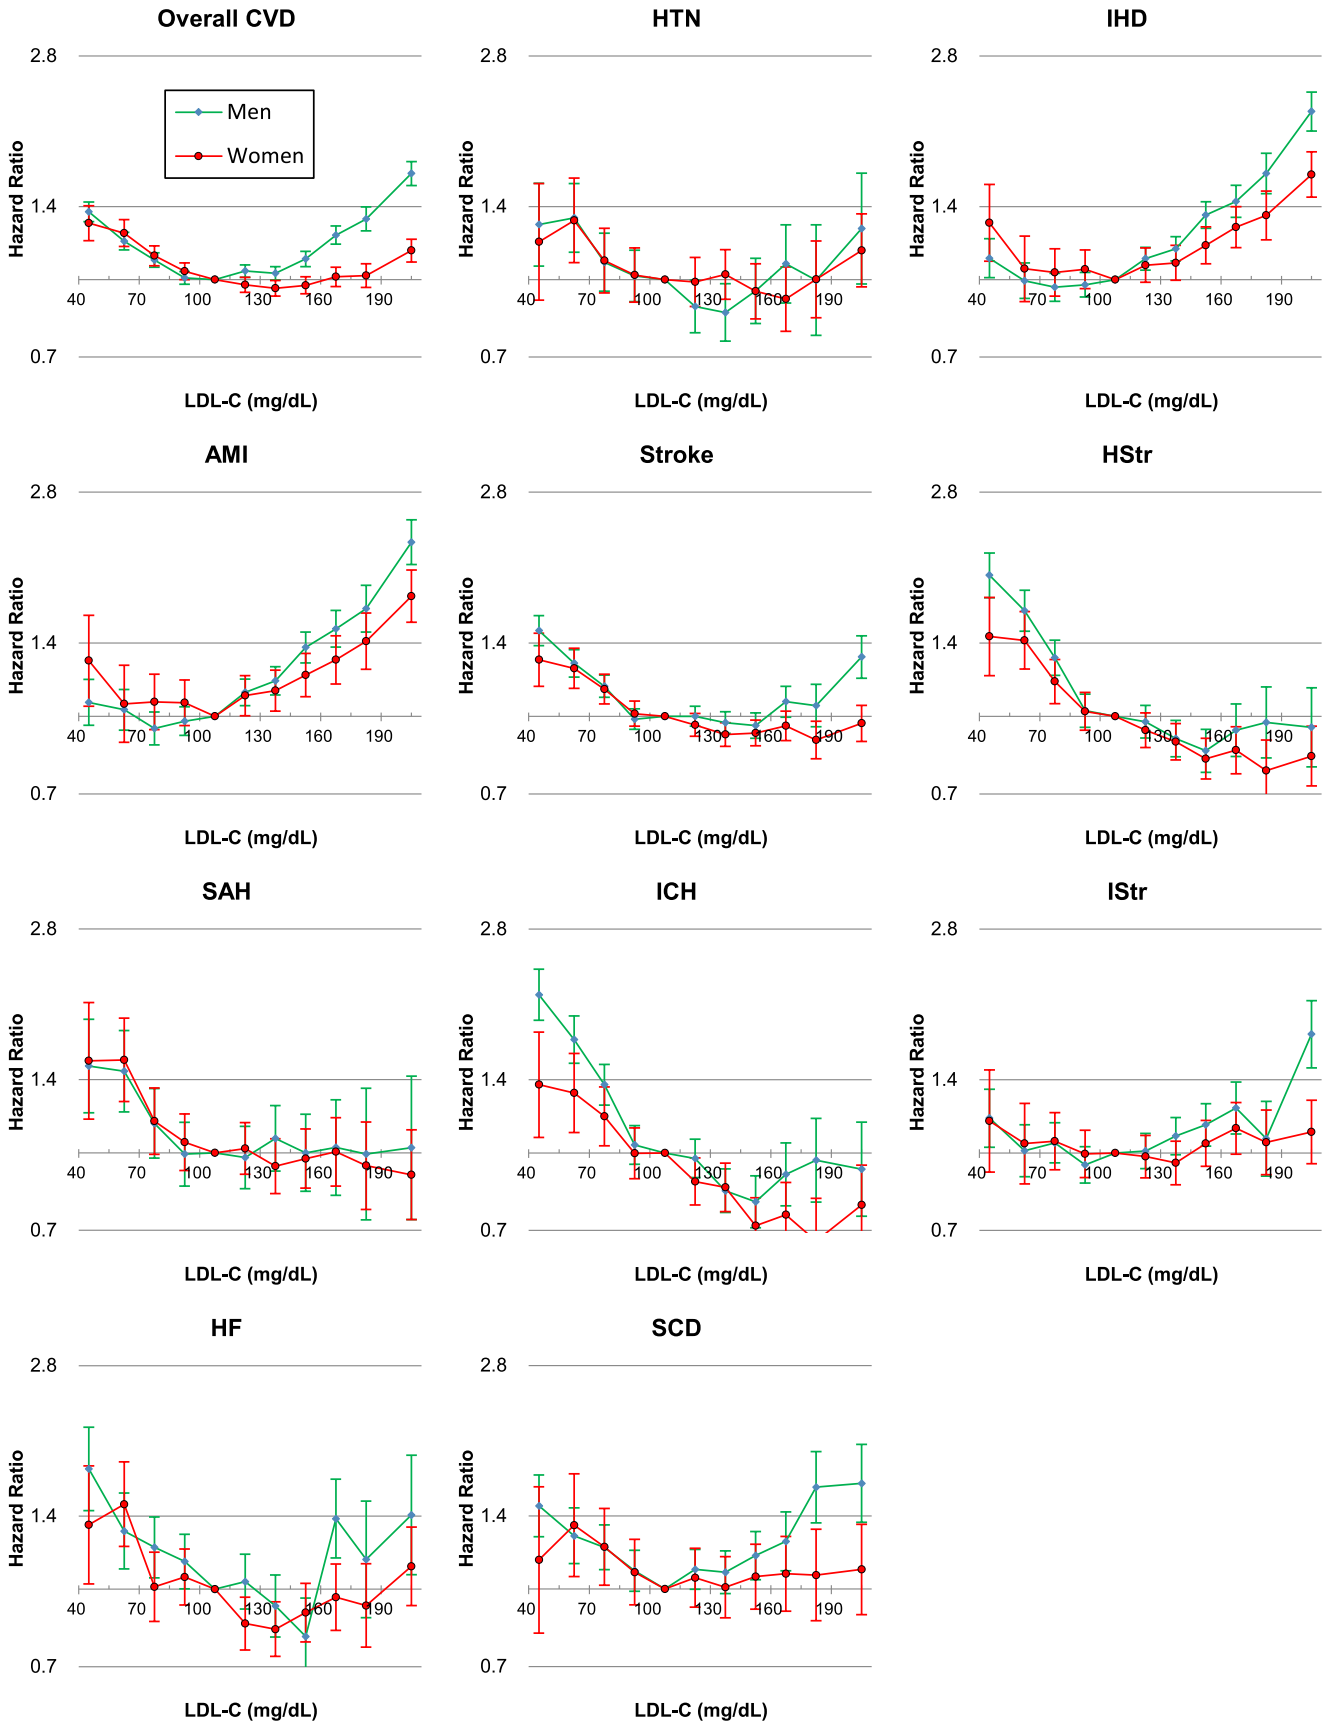 Overall CVD
HTN
IHD
2.8
2.8
2.8
Men
Women
Hazard Ratio
Hazard Ratio
Hazard Ratio
1.4
1.4
1.4
40 70 100 130 160 190
40 70 100 130 160 190
40 70 100 130 160 190
0.7
0.7
0.7
LDL-C (mg/dL)
LDL-C (mg/dL)
LDL-C (mg/dL)
AMI
Stroke
HStr
2.8
2.8
2.8
Hazard Ratio
Hazard Ratio
Hazard Ratio
1.4
1.4
1.4
40 70 100 130 160 190
40 70 100 130 160 190
40 70 100 130 160 190
0.7
0.7
0.7
LDL-C (mg/dL)
LDL-C (mg/dL)
LDL-C (mg/dL)
SAH
ICH
IStr
2.8
2.8
2.8
Hazard Ratio
Hazard Ratio
Hazard Ratio
1.4
1.4
1.4
40 70 100 130 160 190
40 70 100 130 160 190
40 70 100 130 160 190
0.7
0.7
0.7
LDL-C (mg/dL)
LDL-C (mg/dL)
LDL-C (mg/dL)
HF
SCD
2.8
2.8
Hazard Ratio
Hazard Ratio
1.4
1.4
40 70 100 130 160 190
40 70 100 130 160 190
0.7
0.7
LDL-C (mg/dL)
LDL-C (mg/dL)